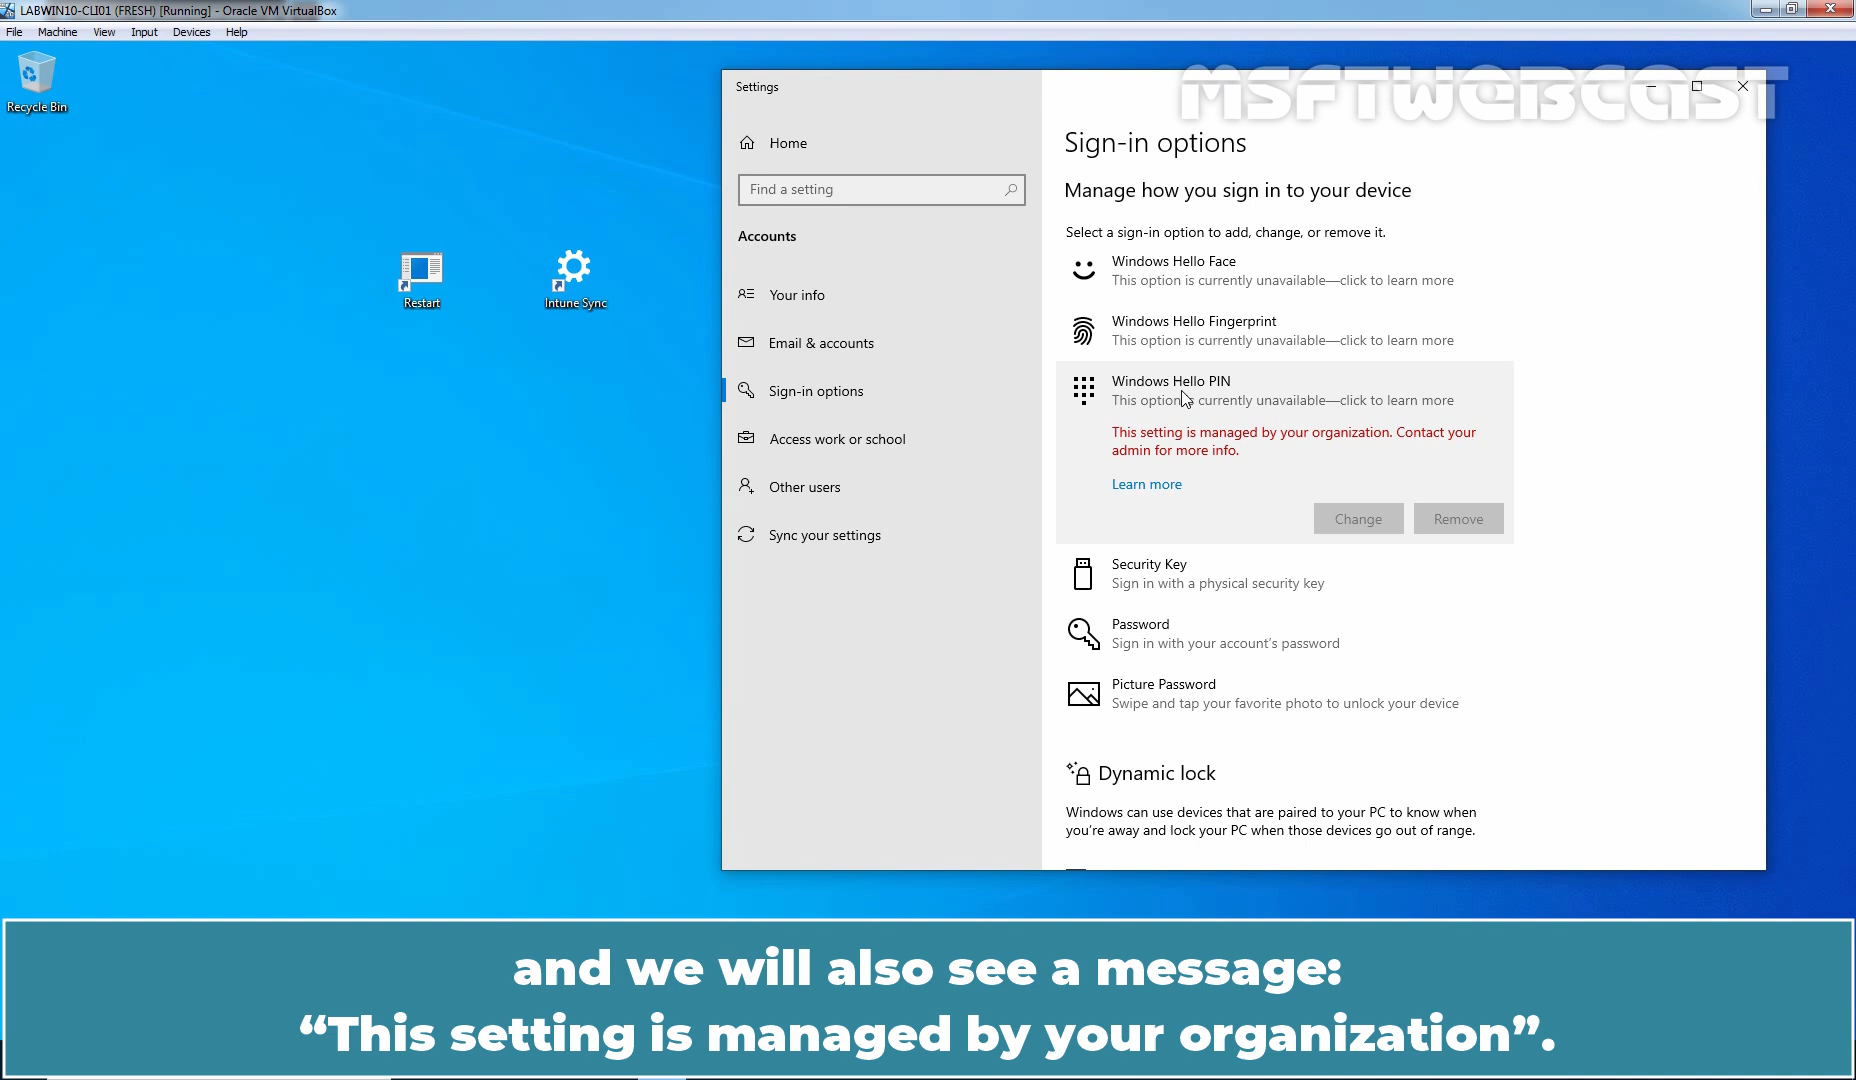 LABWIN10-CLI01 (FRESH) [Running] - Oracle VM VirtualBox
File Machine View Input Devices Help
Recycle Bin
Restart
Intune Sync
MSFTWEBCAST
Settings
Home
Find a setting
Accounts
Your info
Email & accounts
Sign-in options
Access work or school
Other users
Sync your settings
Sign-in options
Manage how you sign in to your device
Select a sign-in option to add, change, or remove it.
Windows Hello Face
This option is currently unavailable—click to learn more
Windows Hello Fingerprint
This option is currently unavailable—click to learn more
Windows Hello PIN
This option is currently unavailable—click to learn more
This setting is managed by your organization. Contact your
admin for more info.
Learn more
Change Remove
Security Key
Sign in with a physical security key
Password
Sign in with your account's password
Picture Password
Swipe and tap your favorite photo to unlock your device
Dynamic lock
Windows can use devices that are paired to your PC to know when
you're away and lock your PC when those devices go out of range.
and we will also see a message:
“This setting is managed by your organization”.